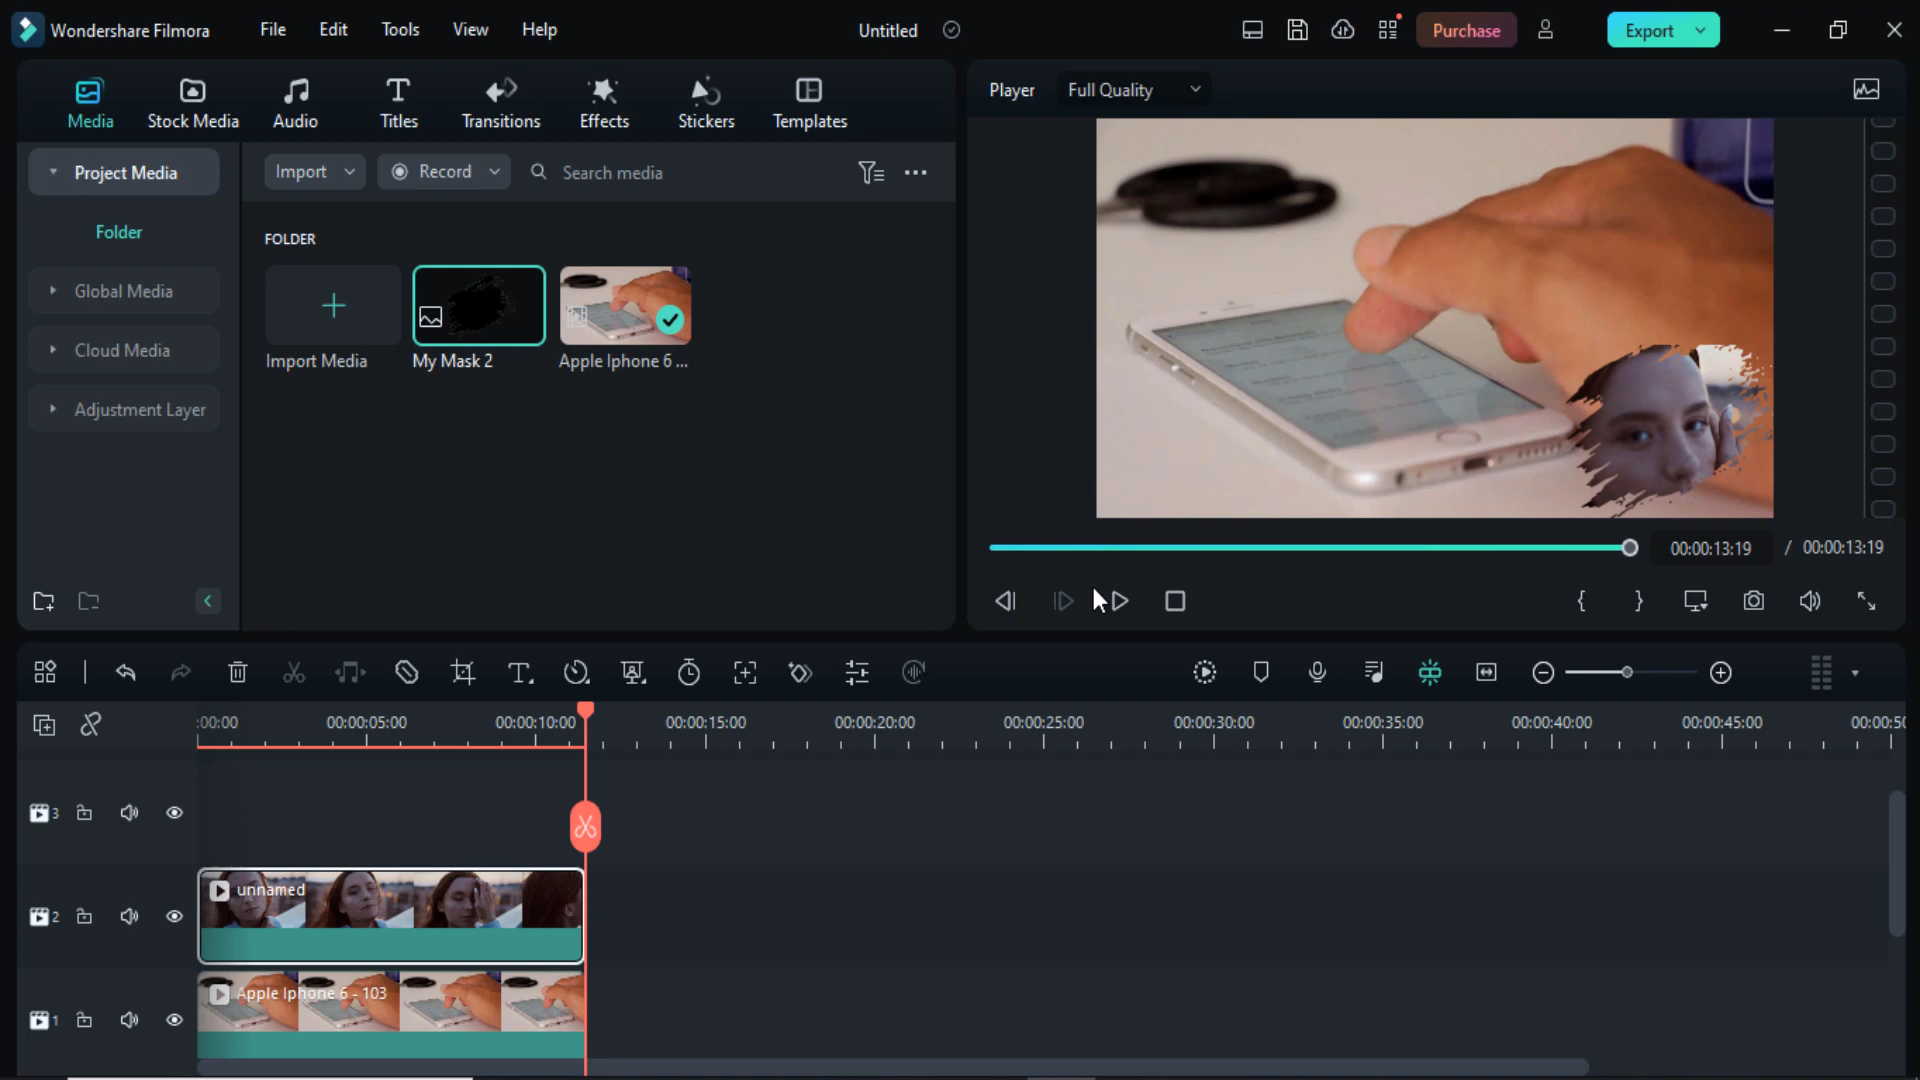 Wondershare Filmora
File
Edit
Tools
View
Help
Untitled
Purchase
Export
Media
Stock Media
Audio
Titles
Transitions
Effects
Stickers
Templates
Player
Full Quality
Project Media
Import
Record
Search media
Folder
FOLDER
Global Media
Cloud Media
Adjustment Layer
Import Media
My Mask 2
Apple Iphone 6 ...
00:00:13:19
/
00:00:13:19
:00:00
00:00:05:00
00:00:10:00
00:00:15:00
00:00:20:00
00:00:25:00
00:00:30:00
00:00:35:00
00:00:40:00
00:00:45:00
00:00:50
3
2
unnamed
1
Apple Iphone 6 - 103